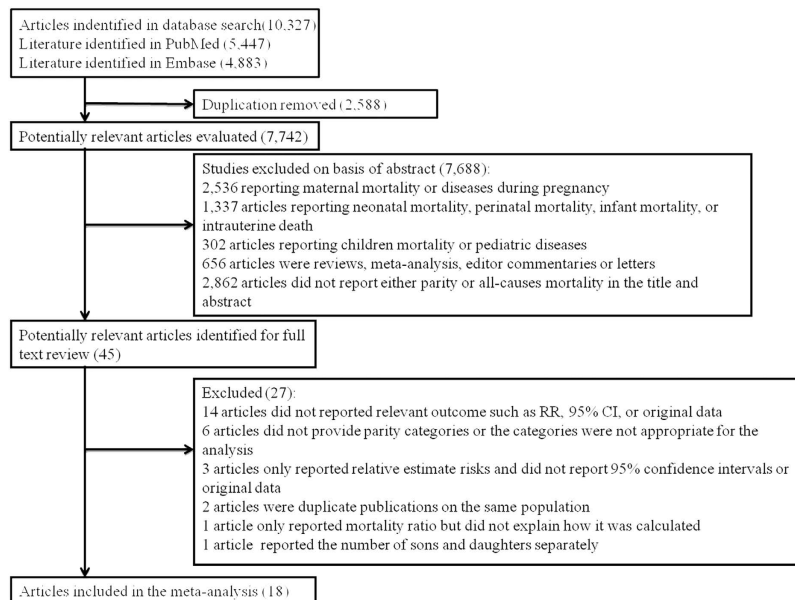 Articles indentified in database search(10,327)
Literature identified in PubMed (5,447)
Literature identified in Embase (4,883)
Duplication removed (2,588)
Potentially relevant articles evaluated (7,742)
Studies excluded on basis of abstract (7,688):
2,536 reporting maternal mortality or diseases during pregnancy
1,337 articles reporting neonatal mortality, perinatal mortality, infant mortality, or
intrauterine death
302 articles reporting children mortality or pediatric diseases
656 articles were reviews, meta-analysis, editor commentaries or letters
2,862 articles did not report either parity or all-causes mortality in the title and
abstract
Potentially relevant articles identified for full
text review (45)
Excluded (27):
14 articles did not reported relevant outcome such as RR, 95% CI, or original data
6 articles did not provide parity categories or the categories were not appropriate for the
analysis
3 articles only reported relative estimate risks and did not report 95% confidence intervals or
original data
2 articles were duplicate publications on the same population
1 article only reported mortality ratio but did not explain how it was calculated
1 article reported the number of sons and daughters separately
Articles included in the meta-analysis (18)